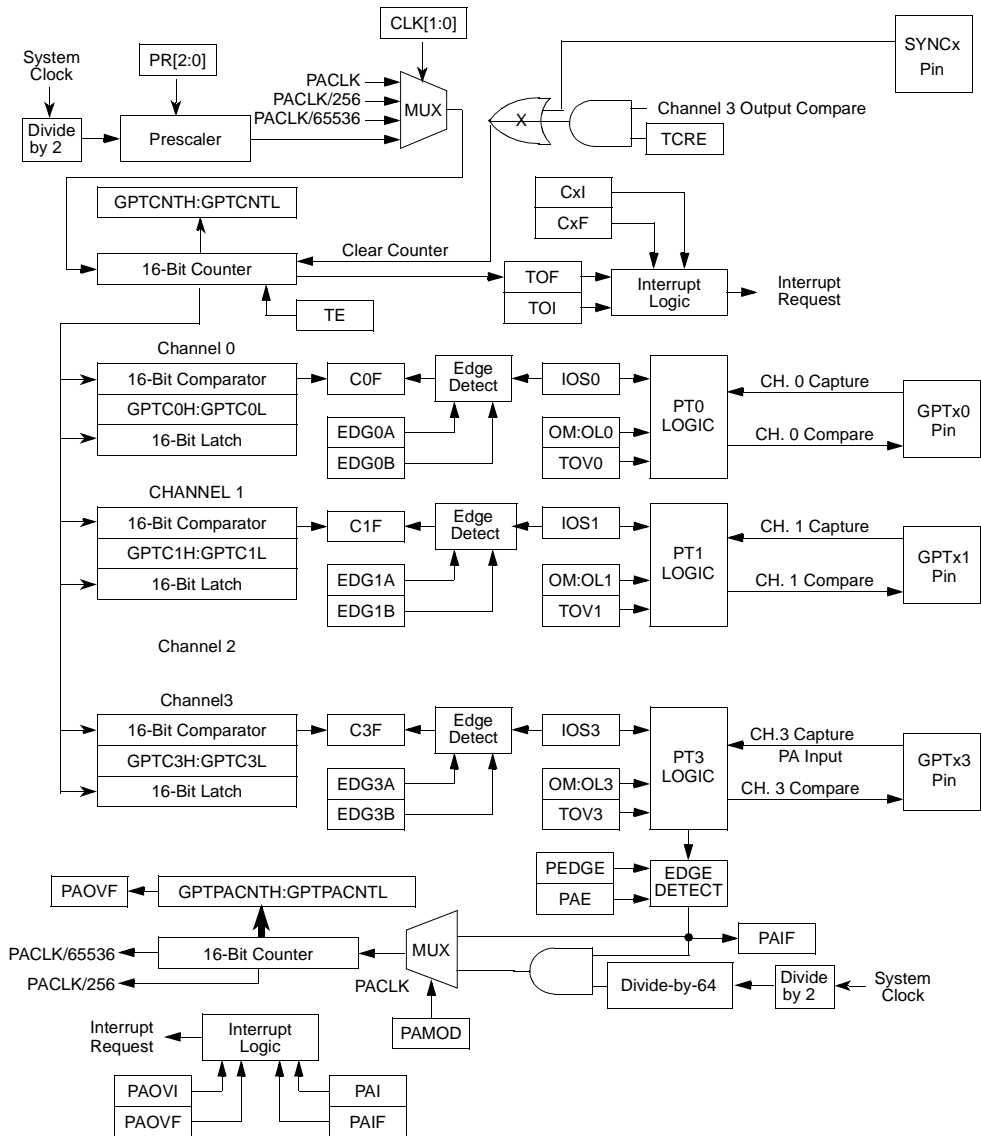 CLK[1:0]
SYNCx
Pin
System
Clock
PR[2:0]
PACLK
PACLK/256
PACLK/65536
MUX
X
Channel 3 Output Compare
TCRE
Divide
by 2
Prescaler
CxI
CxF
GPTCNTH:GPTCNTL
Clear Counter
16-Bit Counter
TOF
TOI
Interrupt
Logic
Interrupt
Request
TE
Channel 0
16-Bit Comparator
GPTC0H:GPTC0L
16-Bit Latch
C0F
Edge
Detect
IOS0
EDG0A
EDG0B
OM:OL0
TOV0
PT0
LOGIC
CH. 0 Capture
CH. 0 Compare
GPTx0
Pin
CHANNEL 1
16-Bit Comparator
GPTC1H:GPTC1L
16-Bit Latch
C1F
Edge
Detect
IOS1
EDG1A
EDG1B
OM:OL1
TOV1
PT1
LOGIC
CH. 1 Capture
CH. 1 Compare
GPTx1
Pin
Channel 2
Channel3
16-Bit Comparator
GPTC3H:GPTC3L
16-Bit Latch
C3F
Edge
Detect
IOS3
EDG3A
EDG3B
OM:OL3
TOV3
PT3
LOGIC
CH.3 Capture
PA Input
CH. 3 Compare
GPTx3
Pin
PEDGE
PAE
EDGE
DETECT
PAOVF
GPTPACNTH:GPTPACNTL
PACLK/65536
16-Bit Counter
PACLK/256
PACLK
MUX
PAIF
Divide-by-64
Divide
by 2
System
Clock
PAMOD
Interrupt
Request
Interrupt
Logic
PAOVI
PAOVF
PAI
PAIF